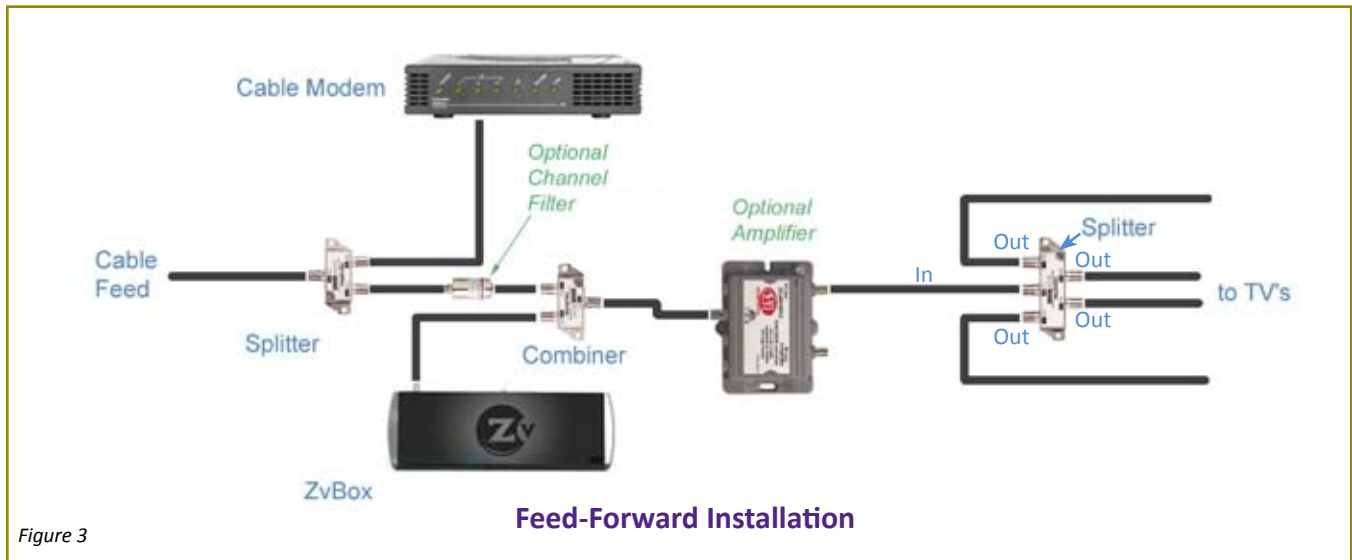 Cable Modem
Optional
Channel
Filter
Optional
Amplifier
Splitter
Out
Out
In
Cable
Feed
to TV's
Out
Out
Splitter
Combiner
Zv
ZvBox
Feed-Forward Installation
Figure 3